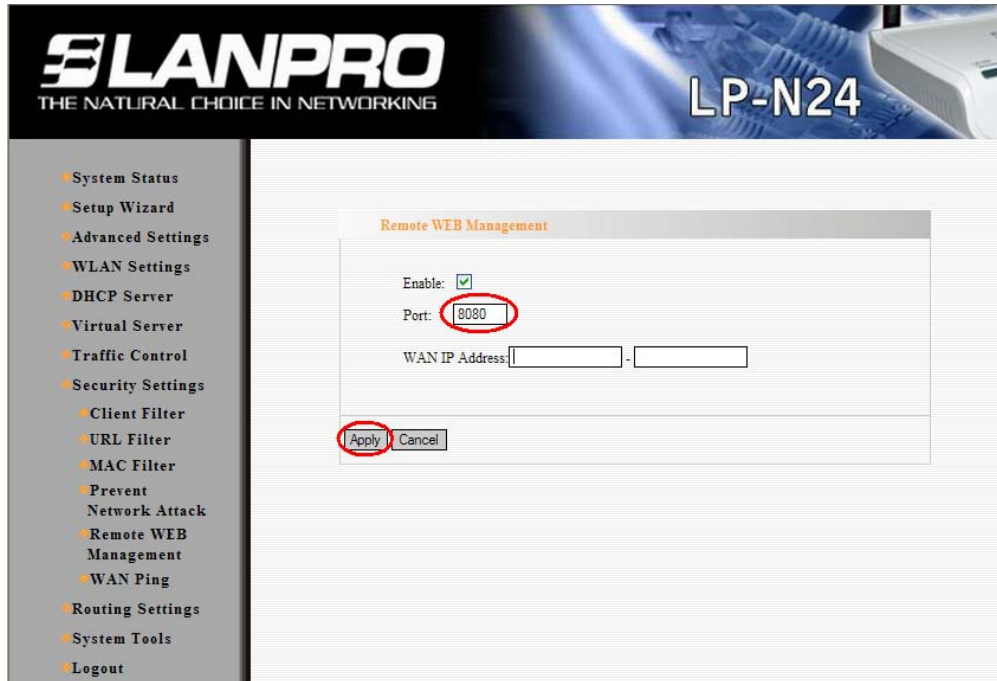 LANPRO
THE NATURAL CHOICE IN NETWORKING
LP-N24
System Status
Setup Wizard
Advanced Settings
WLAN Settings
DHCP Server
Virtual Server
Traffic Control
Security Settings
Client Filter
URL Filter
MAC Filter
Prevent
Network Attack
Remote WEB
Management
WAN Ping
Routing Settings
System Tools
Logout
Remote WEB Management
Enable:
Port: 8080
WAN IP Address: -
Apply Cancel